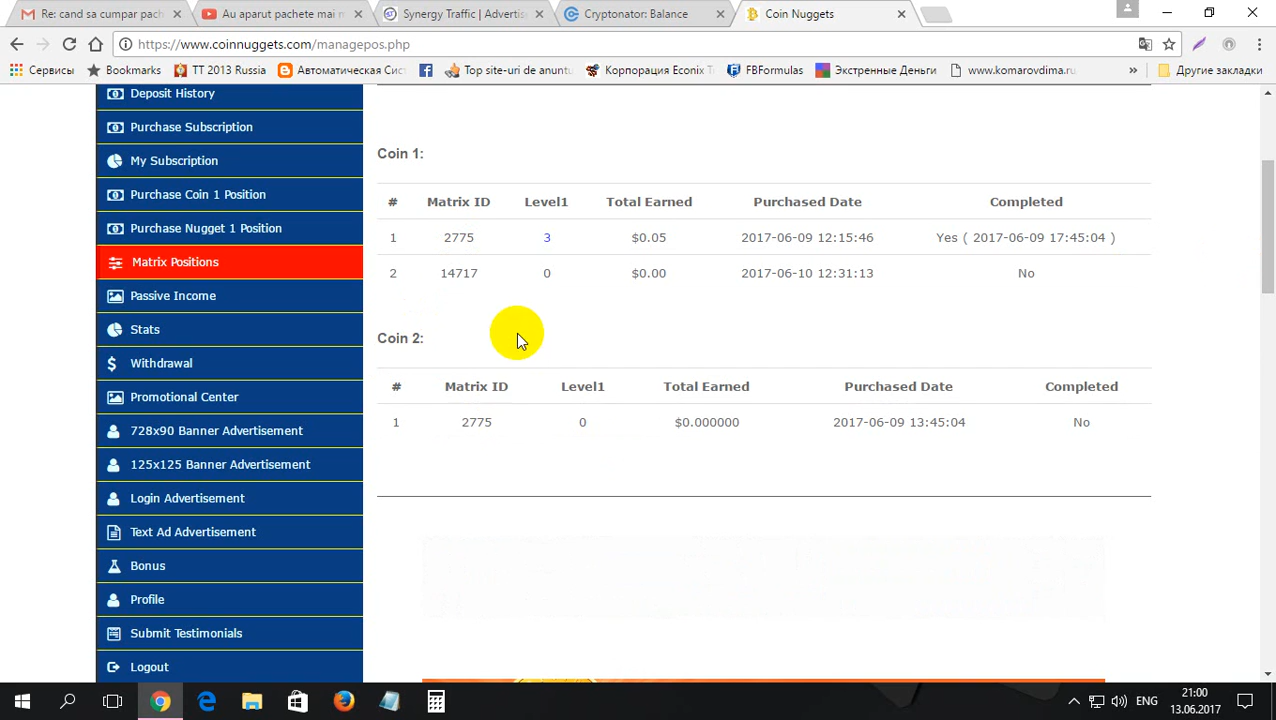 Re: cand sa cumpar pach
Au aparut pachete mai m
Synergy Traffic | Advertis
Cryptonator: Balance
Coin Nuggets
https://www.coinnuggets.com/managepos.php
Сервисы
Bookmarks
TT 2013 Russia
Автоматическая Сис
Top site-uri de anuntu
Корпорация Econix Т
FBFormulas
Экстренные Деньги
www.komarovdima.ru
»
Другие закладки
Deposit History
Purchase Subscription
My Subscription
Purchase Coin 1 Position
Purchase Nugget 1 Position
Matrix Positions
Passive Income
Stats
Withdrawal
Promotional Center
728x90 Banner Advertisement
125x125 Banner Advertisement
Login Advertisement
Text Ad Advertisement
Bonus
Profile
Submit Testimonials
Logout
Coin 1:
# Matrix ID Level1 Total Earned Purchased Date Completed
1 2775 3 $0.05 2017-06-09 12:15:46 Yes ( 2017-06-09 17:45:04 )
2 14717 0 $0.00 2017-06-10 12:31:13 No
Coin 2:
# Matrix ID Level1 Total Earned Purchased Date Completed
1 2775 0 $0.000000 2017-06-09 13:45:04 No
ENG
21:00
13.06.2017